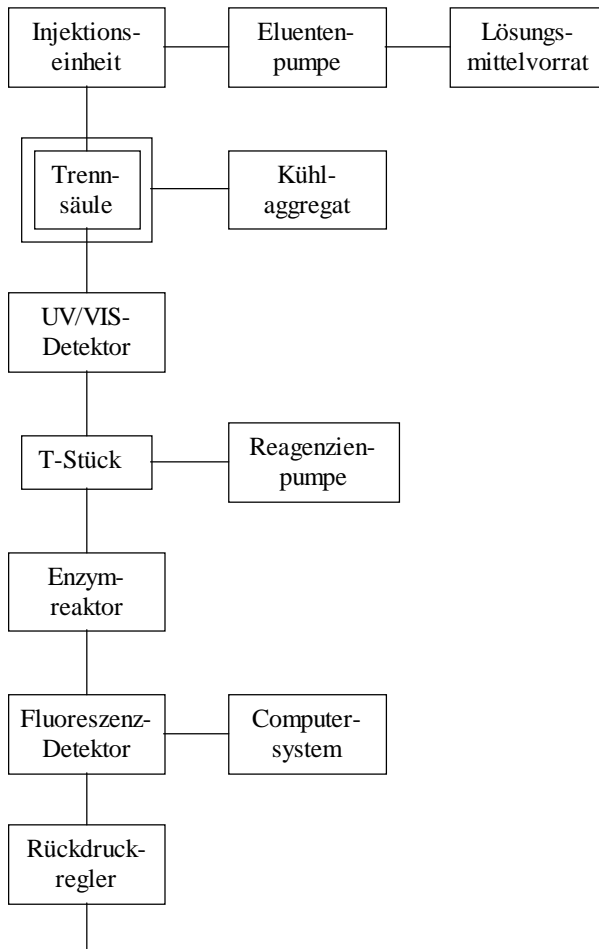 Injektions-
einheit
Eluenten-
pumpe
Lösungs-
mittelvorrat
Trenn-
säule
Kühl-
aggregat
UV/VIS-
Detektor
T-Stück
Reagenzien-
pumpe
Enzym-
reaktor
Fluoreszenz-
Detektor
Computer-
system
Rückdruck-
regler